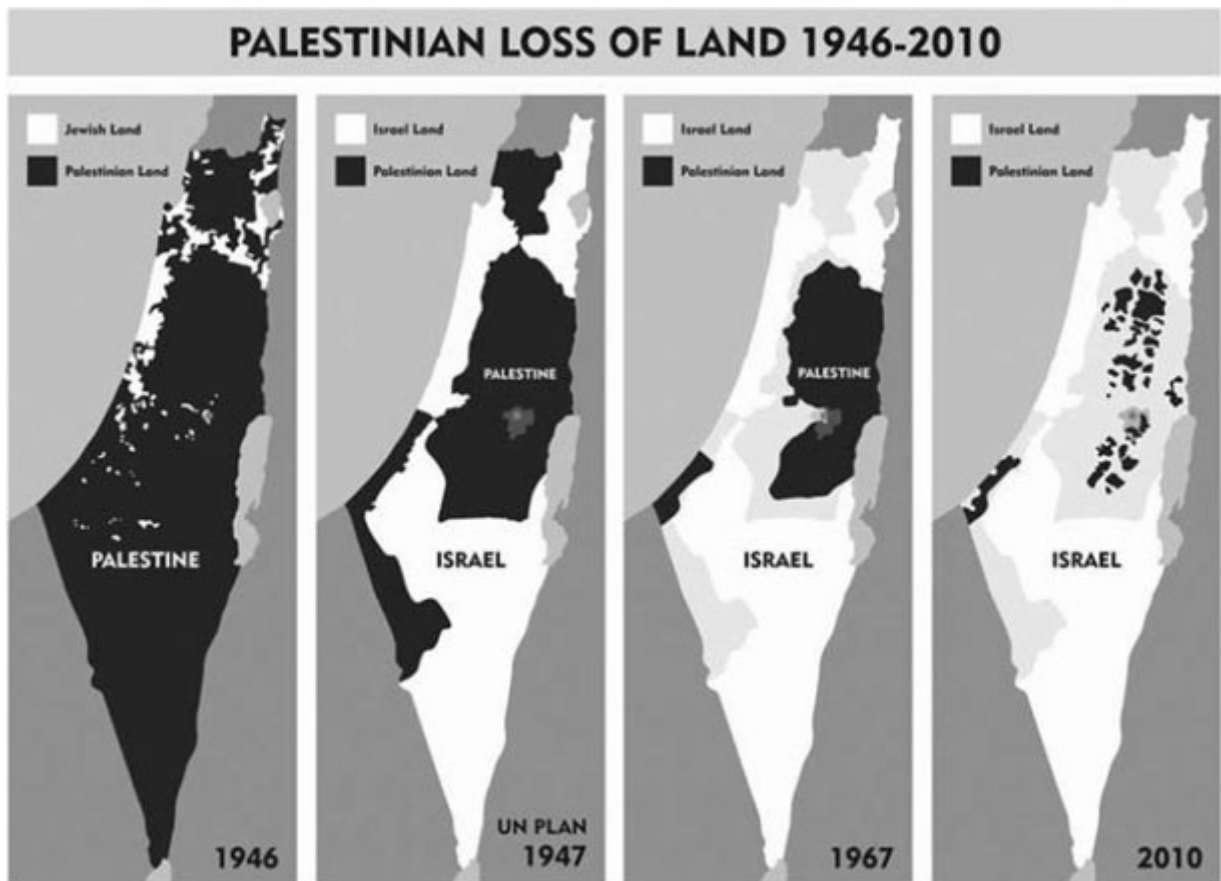 PALESTINIAN LOSS OF LAND 1946-2010
Jewish Land
Palestinian Land
PALESTINE
1946
Israel Land
Palestinian Land
PALESTINE
ISRAEL
UN PLAN
1947
Israel Land
Palestinian Land
PALESTINE
ISRAEL
1967
Israel Land
Palestinian Land
ISRAEL
2010